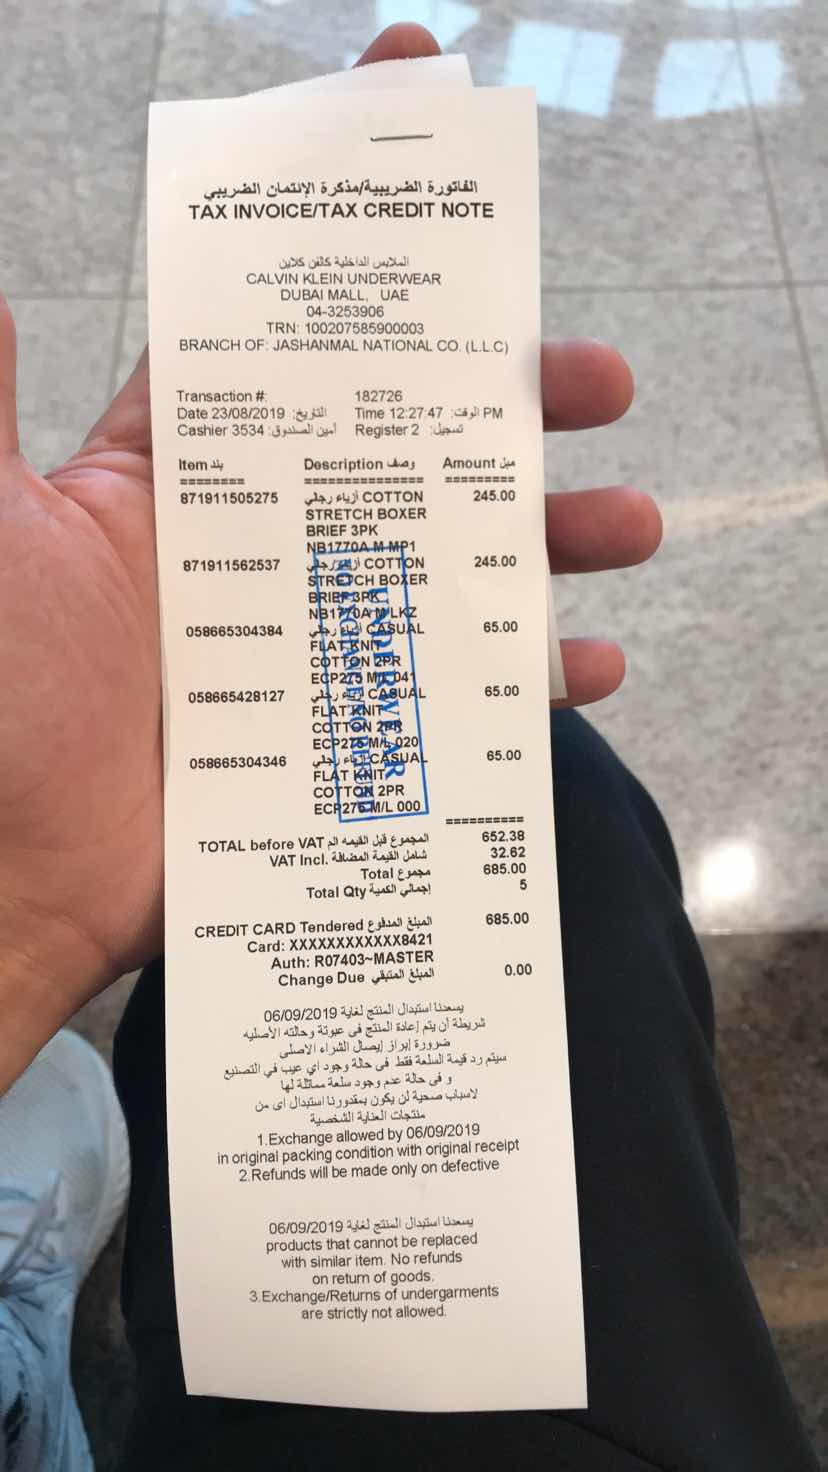 الفاتورة الضريبية/مذكرة الإئتمان الضريبي
TAX INVOICE/TAX CREDIT NOTE
الملابس الداخلية كالفن كلاين
CALVIN KLEIN UNDERWEAR
DUBAI MALL, UAE
04-3253906
TRN: 100207585900003
BRANCH OF: JASHANMAL NATIONAL CO. (L.L.C)
Transaction #: 182726
Date 23/08/2019 :التاريخ Time 12:27:47 :الوقت PM
Cashier 3534 :أمين الصندوق Register 2 :تسجيل
Item بند Description وصف Amount مبل
======== =============== =========
871911505275 أزياء رجالي COTTON 245.00
STRETCH BOXER
BRIEF 3PK
NB1770A M MP1
871911562537 أزياء رجالي COTTON 245.00
STRETCH BOXER
BRIEF 3PK
NB1770A M LKZ
058665304384 أزياء رجالي CASUAL 65.00
FLAT KNIT
COTTON 2PR
ECP275 M/L 041
058665428127 أزياء رجالي CASUAL 65.00
FLAT KNIT
COTTON 2PR
ECP275 M/L 020
058665304346 أزياء رجالي CASUAL 65.00
FLAT KNIT
COTTON 2PR
ECP275 M/L 000
UNDERWEAR
NO EXCHANGE/NO REFUND
==========
TOTAL before VAT المجموع قبل القيمه الم 652.38
VAT Incl. شامل القيمة المضافة 32.62
Total مجموع 685.00
Total Qty إجمالي الكمية 5
CREDIT CARD Tendered المبلغ المدفوع 685.00
Card: XXXXXXXXXXXX8421
Auth: R07403~MASTER
Change Due المبلغ المتبقي 0.00
يسعدنا استبدال المنتج لغاية 06/09/2019
شريطة أن يتم إعادة المنتج فى عبوتة وحالته الأصليه
ضرورة إبراز إيصال الشراء الاصلى
سيتم رد قيمة السلعة فقط فى حالة وجود اي عيب في التصنيع
و فى حالة عدم وجود سلعة مماثلة لها
لاسباب صحية لن يكون بمقدورنا استبدال اى من
منتجات العناية الشخصية
1.Exchange allowed by 06/09/2019
in original packing condition with original receipt
2.Refunds will be made only on defective
يسعدنا استبدال المنتج لغاية 06/09/2019
products that cannot be replaced
with similar item. No refunds
on return of goods.
3.Exchange/Returns of undergarments
are strictly not allowed.